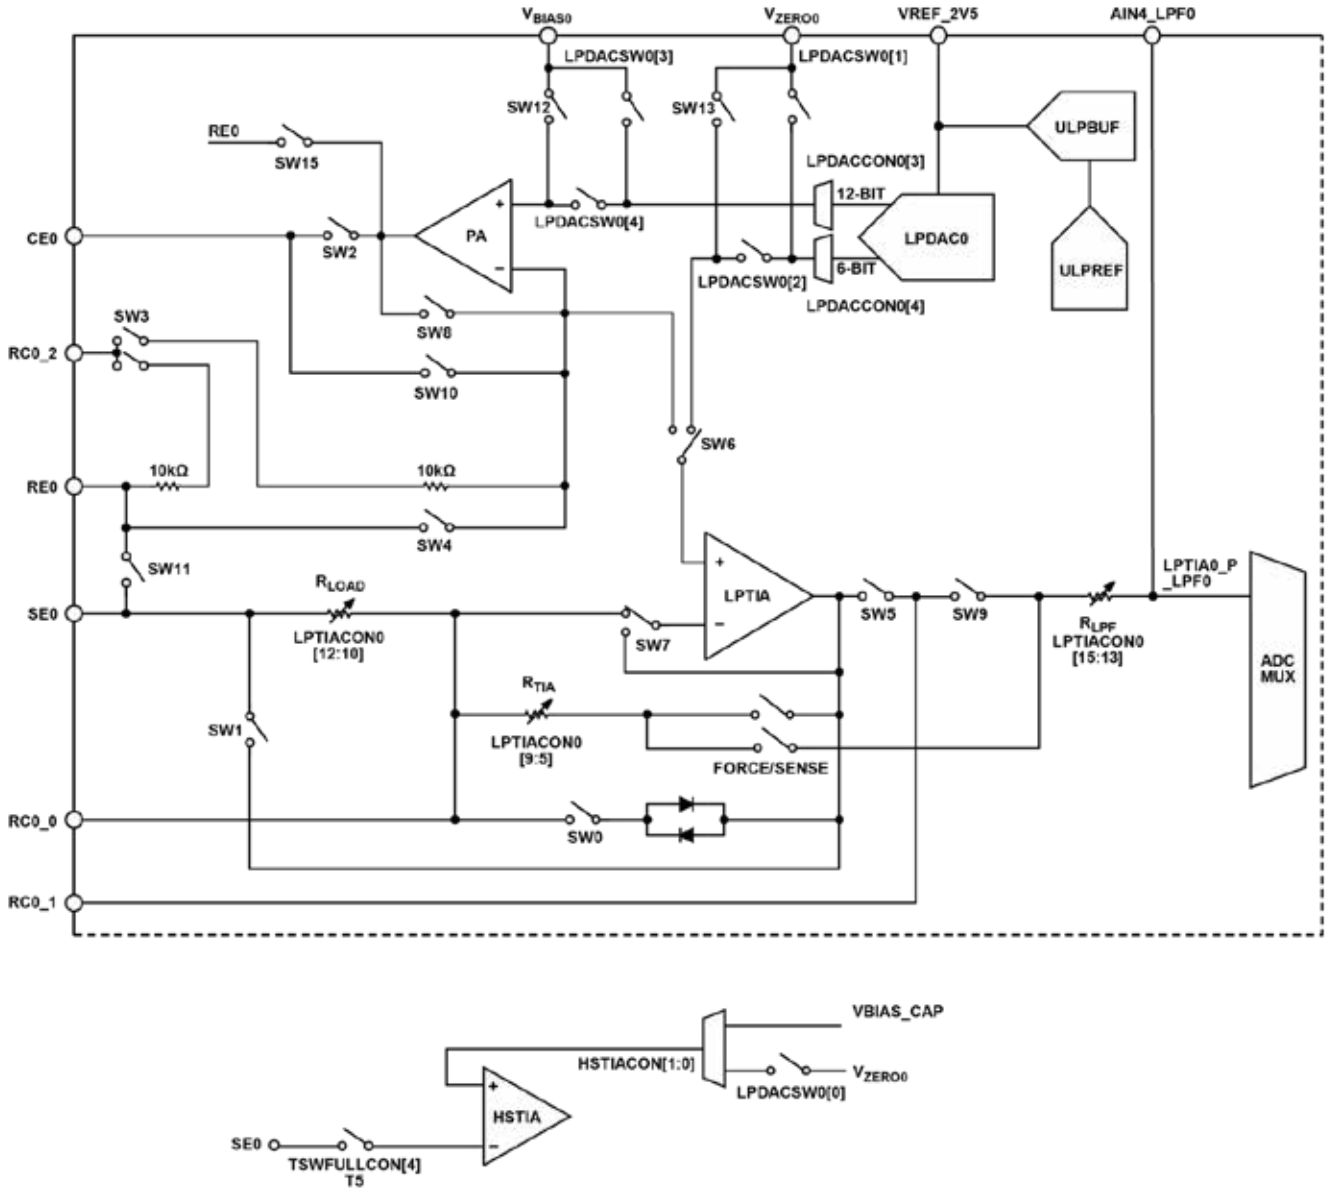 VBIAS0
VZERO0
VREF_2V5
AIN4_LPF0
LPDACSW0[3]
LPDACSW0[1]
SW12
SW13
ULPBUF
RE0
SW15
LPDACCON0[3]
12-BIT
PA
+
−
LPDACSW0[4]
CE0
SW2
LPDAC0
6-BIT
LPDACSW0[2]
LPDACCON0[4]
ULPREF
SW3
SW8
RC0_2
SW10
SW6
10kΩ
10kΩ
RE0
SW4
SW11
RLOAD
+
LPTIA
−
LPTIA0_P
_LPF0
SE0
SW5
SW9
LPTIACON0
[12:10]
SW7
RLPF
LPTIACON0
[15:13]
ADC
MUX
RTIA
SW1
LPTIACON0
[9:5]
FORCE/SENSE
RC0_0
SW0
RC0_1
VBIAS_CAP
HSTIACON[1:0]
VZERO0
LPDACSW0[0]
+
HSTIA
−
SE0
TSWFULLCON[4]
T5